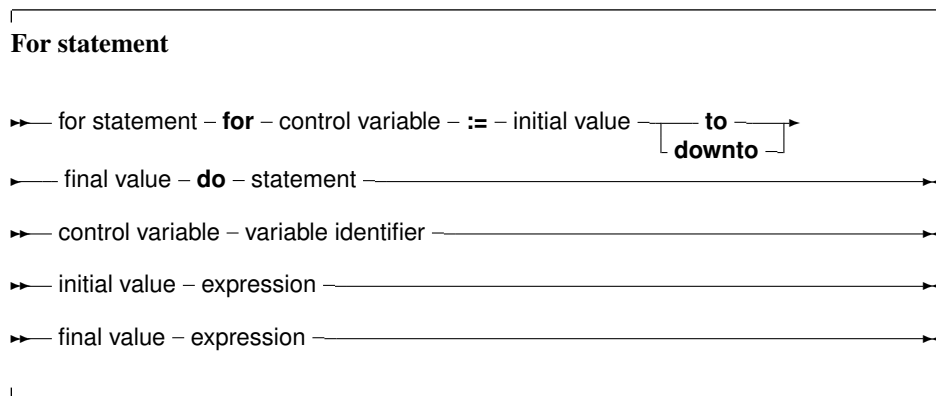 For statement
for statement – for – control variable – := – initial value – to –
downto –
final value – do – statement –
control variable – variable identifier –
initial value – expression –
final value – expression –